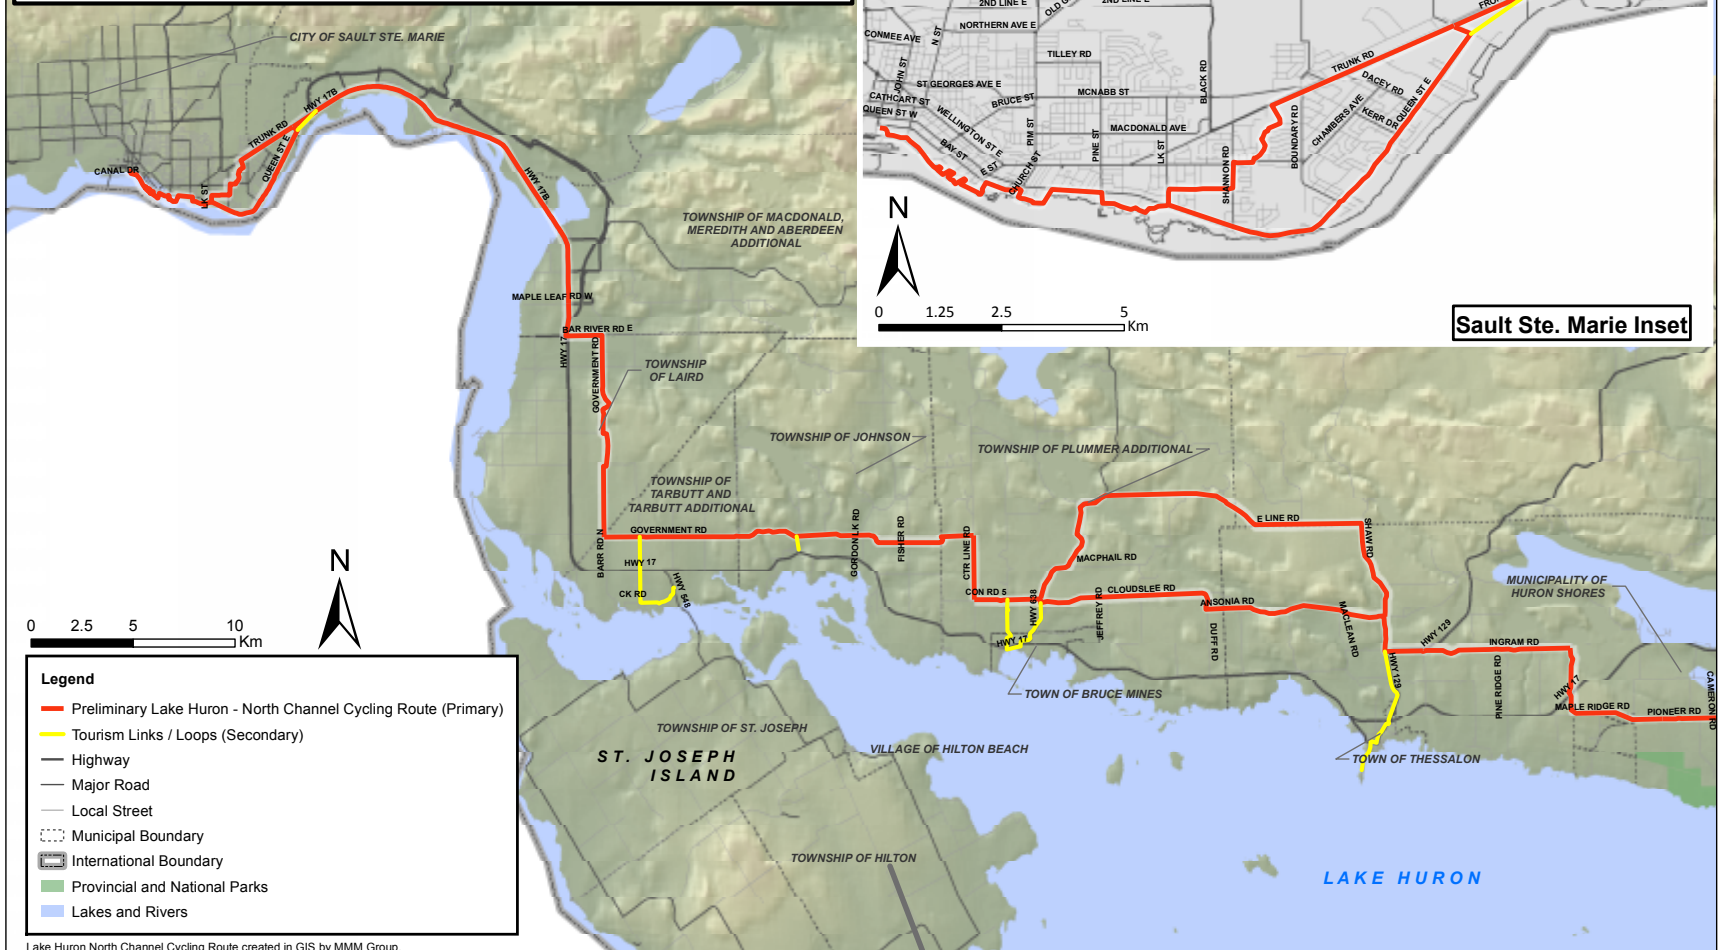 CITY OF SAULT STE. MARIE
HWY 17B
TRUNK RD
QUEEN ST E
CANAL DR
LK ST
HWY 17B
TOWNSHIP OF MACDONALD,
MEREDITH AND ABERDEEN
ADDITIONAL
MAPLE LEAF RD W
BAR RIVER RD E
HWY 17
GOVERNMENT RD
TOWNSHIP
OF LAIRD
TOWNSHIP OF JOHNSON
TOWNSHIP OF PLUMMER ADDITIONAL
TOWNSHIP OF
TARBUTT AND
TARBUTT ADDITIONAL
GOVERNMENT RD
BARR RD N
GORDON LK RD
FISHER RD
CTR LINE RD
E LINE RD
SHAW RD
MACPHAIL RD
HWY 17
CK RD
HWY 548
CON RD 5
HWY 638
CLOUDSLEE RD
JEFFREY RD
ANSONIA RD
DUFF RD
MACLEAN RD
HWY 17
HWY 129
HWY 129
INGRAM RD
PINE RIDGE RD
HWY 17
MAPLE RIDGE RD
PIONEER RD
CAMERON RD
MUNICIPALITY OF
HURON SHORES
TOWN OF BRUCE MINES
TOWN OF THESSALON
TOWNSHIP OF ST. JOSEPH
VILLAGE OF HILTON BEACH
ST. JOSEPH
ISLAND
TOWNSHIP OF HILTON
LAKE HURON
2ND LINE E
2ND LINE E
NORTHERN AVE E
CONMEE AVE
N ST
TILLEY RD
JOHN ST
ST GEORGES AVE E
CATHCART ST
QUEEN ST W
BRUCE ST
MCNABB ST
BLACK RD
WELLINGTON ST E
BAY ST
E ST
CHURCH ST
PIM ST
PINE ST
MACDONALD AVE
LK ST
SHANNON RD
BOUNDARY RD
TRUNK RD
DACEY RD
CHAMBERS AVE
KERR DR
QUEEN ST E
N
0 1.25 2.5 5
Km
Sault Ste. Marie Inset
N
0 2.5 5 10
Km
Legend
Preliminary Lake Huron - North Channel Cycling Route (Primary)
Tourism Links / Loops (Secondary)
Highway
Major Road
Local Street
Municipal Boundary
International Boundary
Provincial and National Parks
Lakes and Rivers
Lake Huron North Channel Cycling Route created in GIS by MMM Group